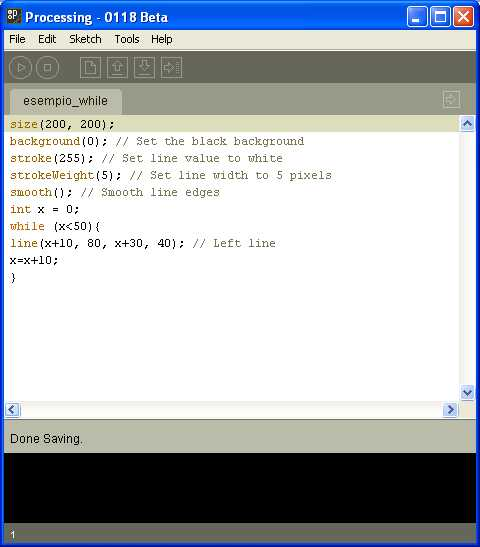 Processing - 0118 Beta
File Edit Sketch Tools Help
esempio_while
size(200, 200);
background(0); // Set the black background
stroke(255); // Set line value to white
strokeWeight(5); // Set line width to 5 pixels
smooth(); // Smooth line edges
int x = 0;
while (x<50){
line(x+10, 80, x+30, 40); // Left line
x=x+10;
}
Done Saving.
1